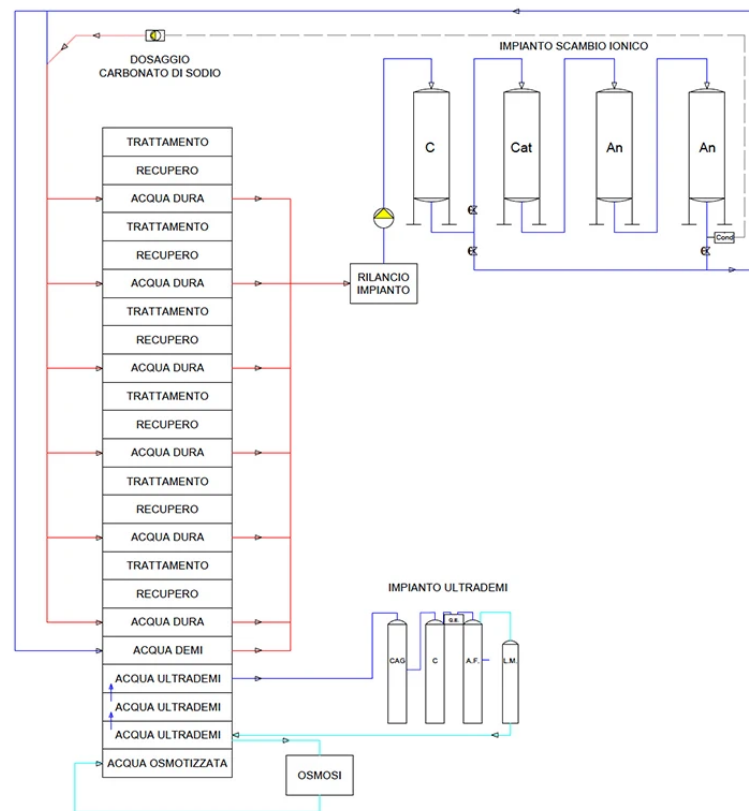 DOSAGGIO
CARBONATO DI SODIO
IMPIANTO SCAMBIO IONICO
C
Cat
An
An
Cond
RILANCIO
IMPIANTO
TRATTAMENTO
RECUPERO
ACQUA DURA
TRATTAMENTO
RECUPERO
ACQUA DURA
TRATTAMENTO
RECUPERO
ACQUA DURA
TRATTAMENTO
RECUPERO
ACQUA DURA
TRATTAMENTO
RECUPERO
ACQUA DURA
TRATTAMENTO
RECUPERO
ACQUA DURA
ACQUA DEMI
ACQUA ULTRADEMI
ACQUA ULTRADEMI
ACQUA ULTRADEMI
ACQUA OSMOTIZZATA
IMPIANTO ULTRADEMI
CAG
C
A.F.
L.M.
OSMOSI